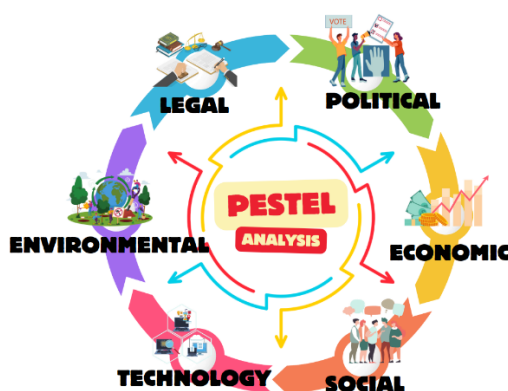 VOTE
LEGAL
POLITICAL
PESTEL
ANALYSIS
ENVIRONMENTAL
ECONOMIC
TECHNOLOGY
SOCIAL